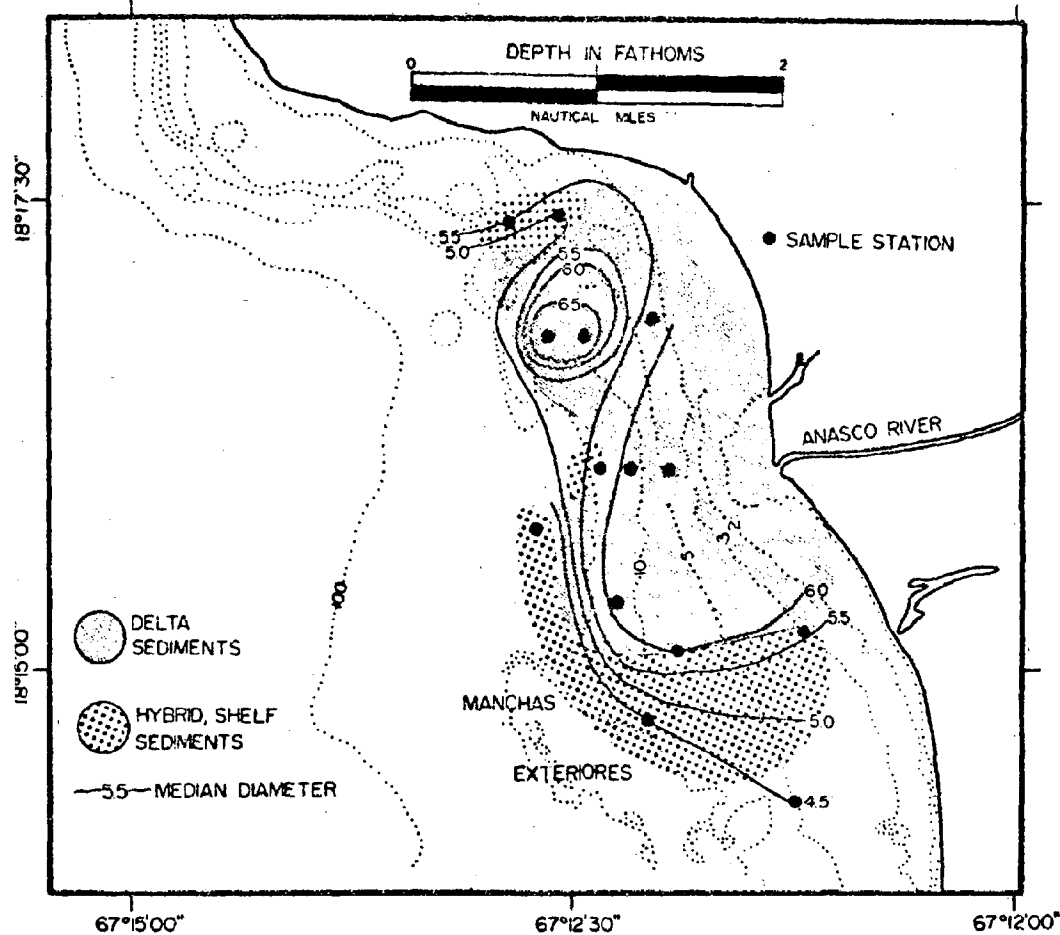 DEPTH IN FATHOMS
0 2
NAUTICAL MILES
18°17'30"
SAMPLE STATION
5.5
5.0
5.5
6.0
6.5
ANASCO RIVER
10
5
3
2
100
6.0
5.5
DELTA
SEDIMENTS
18°15'00"
MANCHAS
5.0
HYBRID, SHELF
SEDIMENTS
EXTERIORES
5.5 MEDIAN DIAMETER
4.5
67°15'00" 67°12'30" 67°12'00"